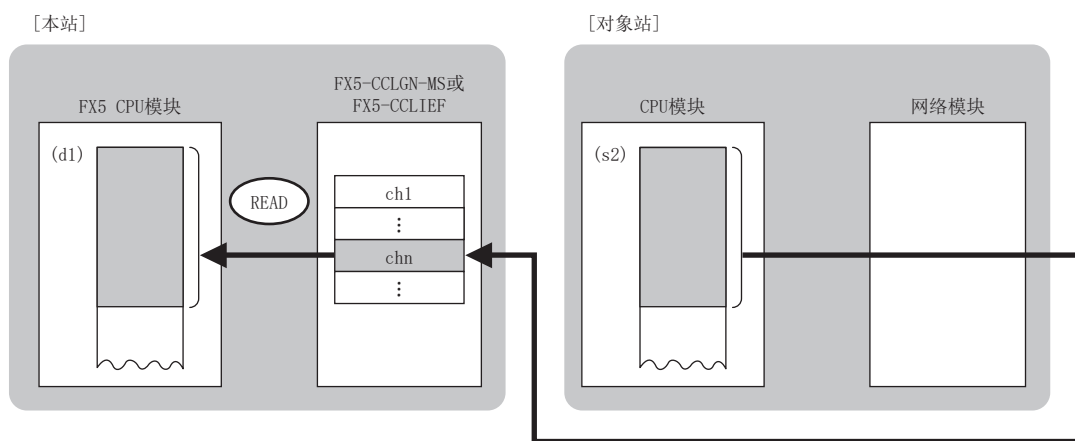 [本站]
[对象站]
FX5-CCLGN-MS或
FX5-CCLIEF
FX5 CPU模块
CPU模块
网络模块
(d1)
(s2)
READ
ch1
⋮
chn
⋮